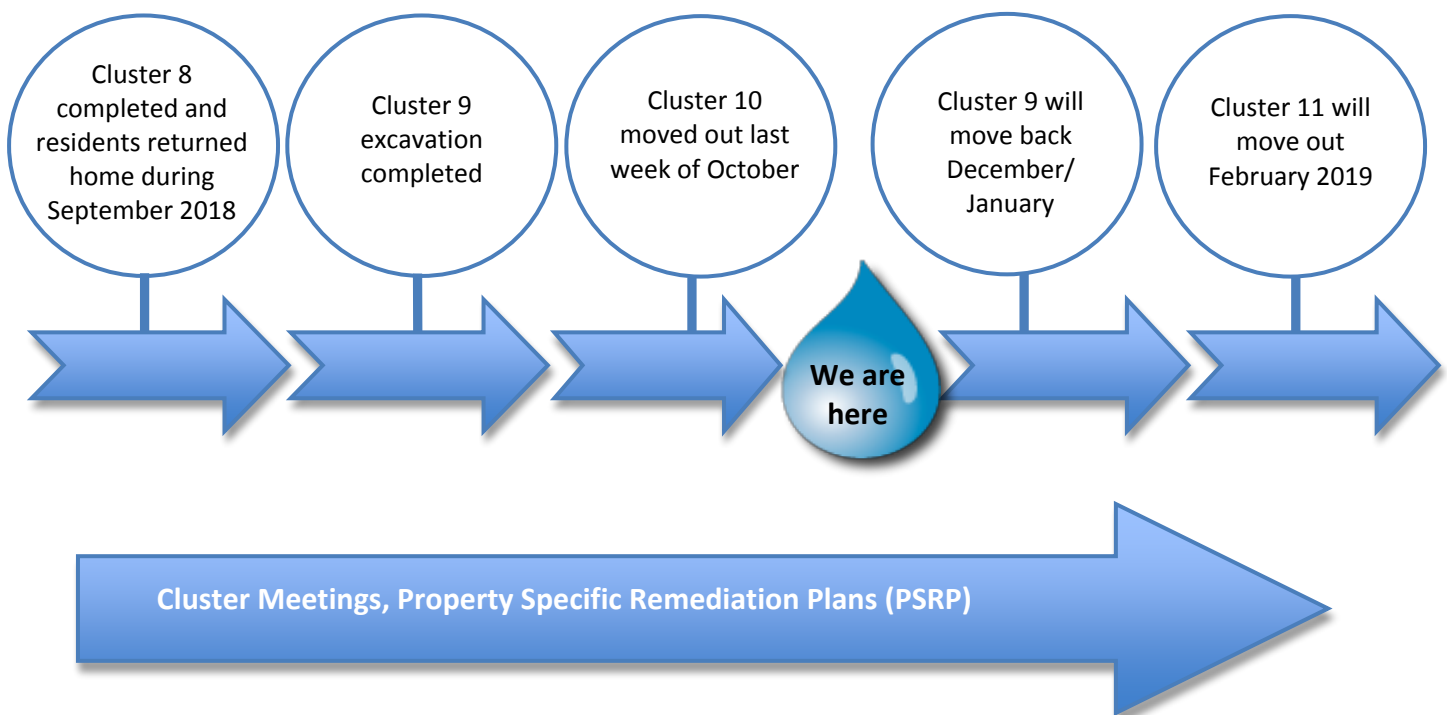 Cluster 8
completed and
residents returned
home during
September 2018
Cluster 9
excavation
completed
Cluster 10
moved out last
week of October
Cluster 9 will
move back
December/
January
Cluster 11 will
move out
February 2019
We are
here
Cluster Meetings, Property Specific Remediation Plans (PSRP)